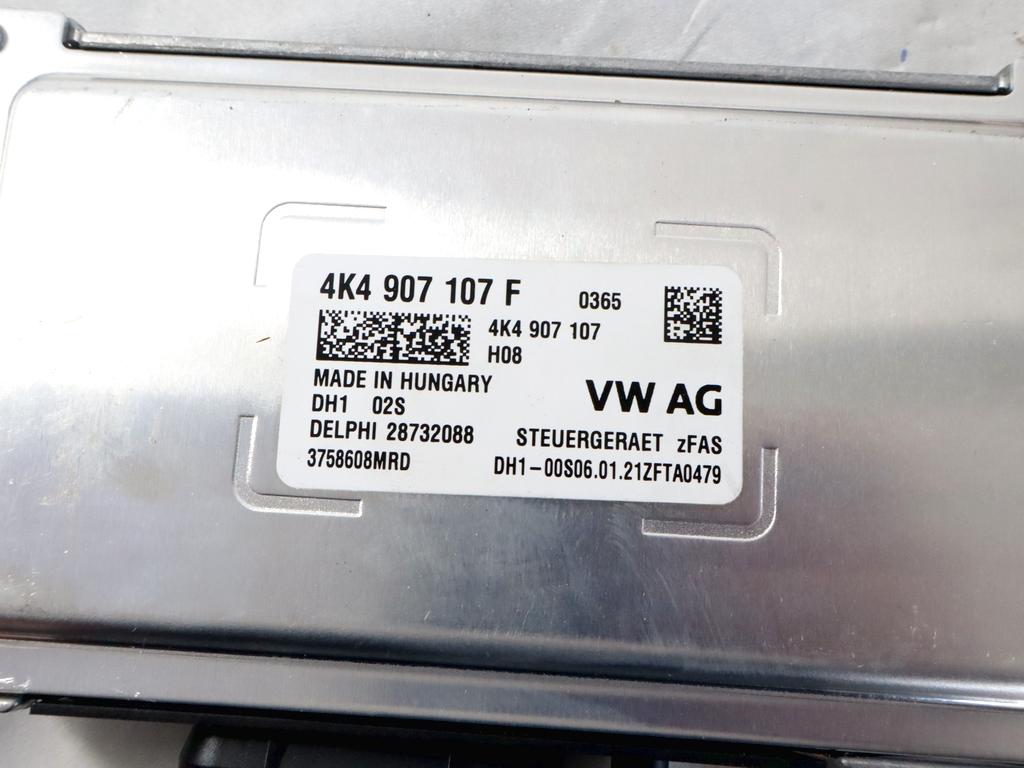 4K4 907 107 F 0365
4K4 907 107
H08
MADE IN HUNGARY
DH1 02S
VW AG
DELPHI 28732088 STEUERGERAET zFAS
3758608MRD DH1-00S06.01.21ZFTA0479